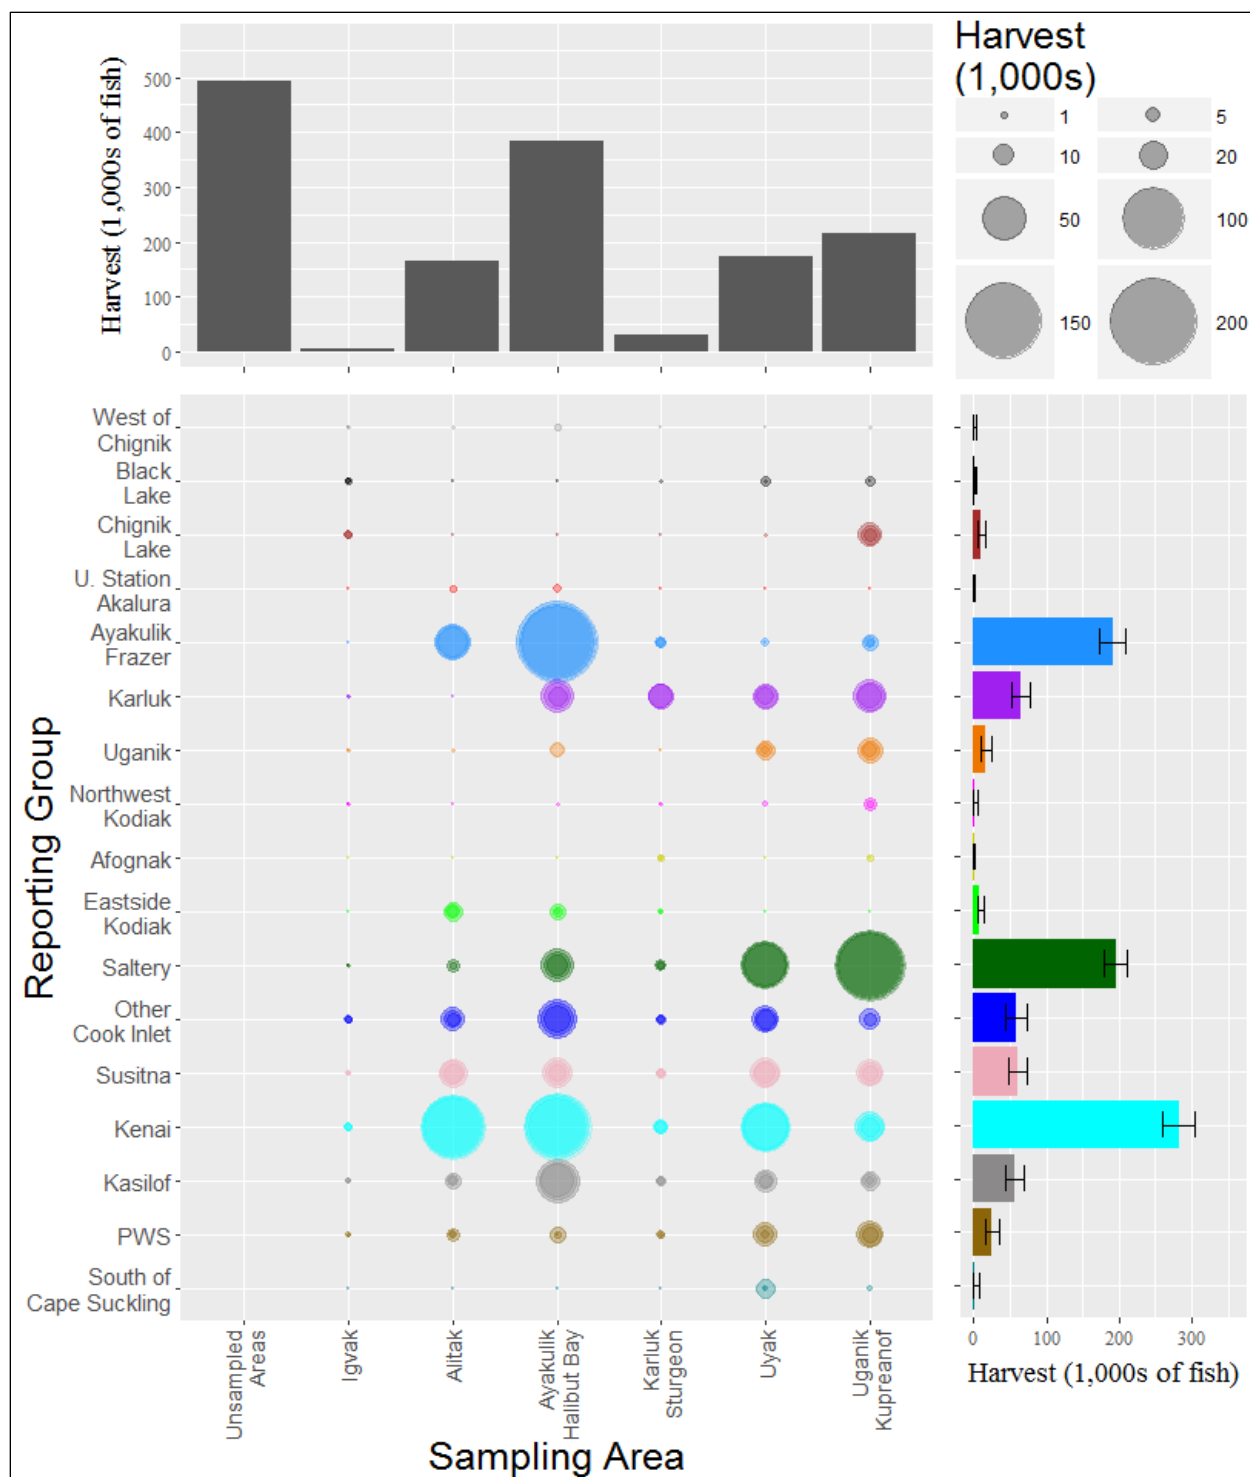 Harvest (1,000s of fish)
500
400
300
200
100
0
Harvest
(1,000s)
1
5
10
20
50
100
150
200
Reporting Group
West of
Chignik
Black
Lake
Chignik
Lake
U. Station
Akalura
Ayakulik
Frazer
Karluk
Uganik
Northwest
Kodiak
Afognak
Eastside
Kodiak
Saltery
Other
Cook Inlet
Susitna
Kenai
Kasilof
PWS
South of
Cape Suckling
Unsampled
Areas
Igvak
Alitak
Ayakulik
Halibut Bay
Karluk
Sturgeon
Uyak
Uganik
Kupreanof
Sampling Area
0
100
200
300
Harvest (1,000s of fish)